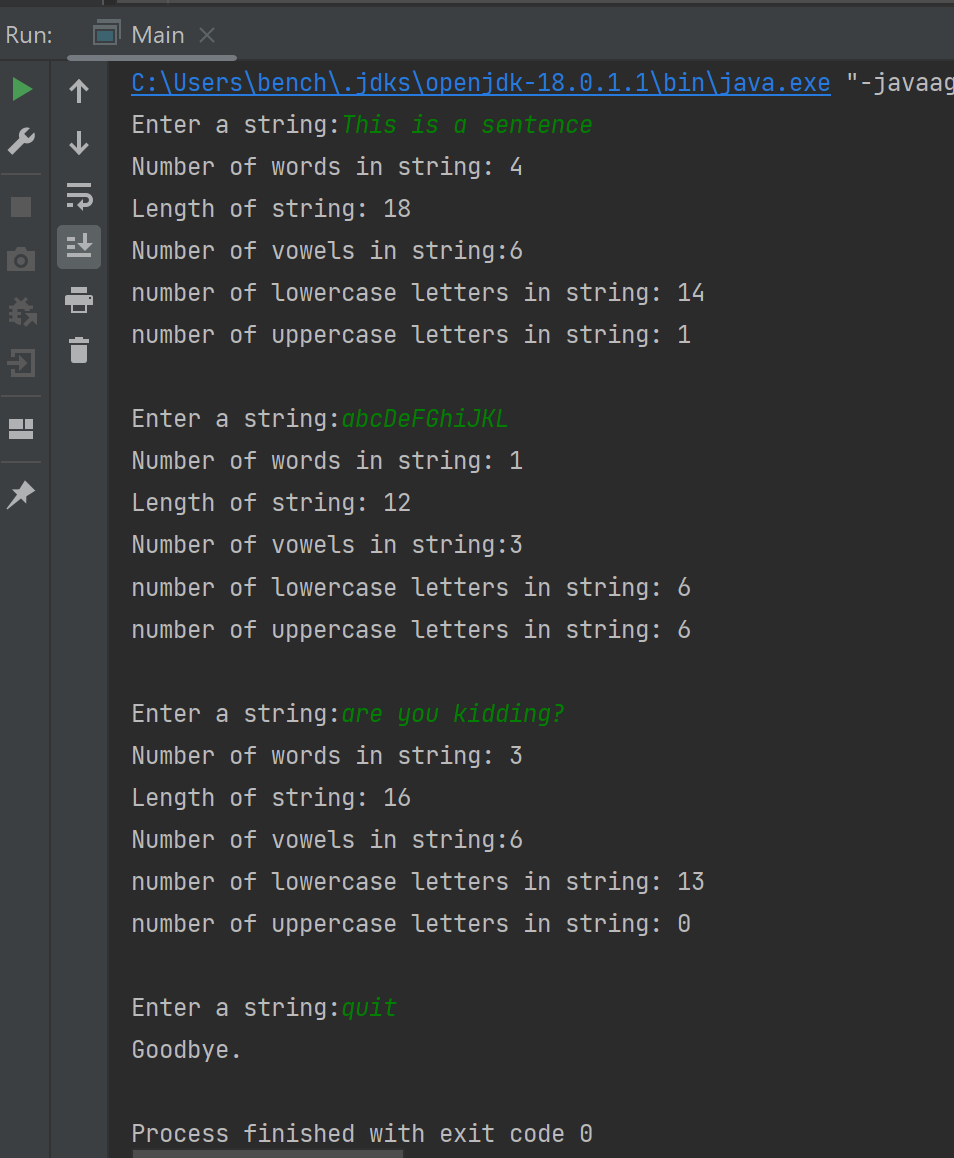 Run: Main
C:\Users\bench\.jdks\openjdk-18.0.1.1\bin\java.exe "-javaag
Enter a string:This is a sentence
Number of words in string: 4
Length of string: 18
Number of vowels in string:6
number of lowercase letters in string: 14
number of uppercase letters in string: 1
Enter a string:abcDeFGhiJKL
Number of words in string: 1
Length of string: 12
Number of vowels in string:3
number of lowercase letters in string: 6
number of uppercase letters in string: 6
Enter a string:are you kidding?
Number of words in string: 3
Length of string: 16
Number of vowels in string:6
number of lowercase letters in string: 13
number of uppercase letters in string: 0
Enter a string:quit
Goodbye.
Process finished with exit code 0